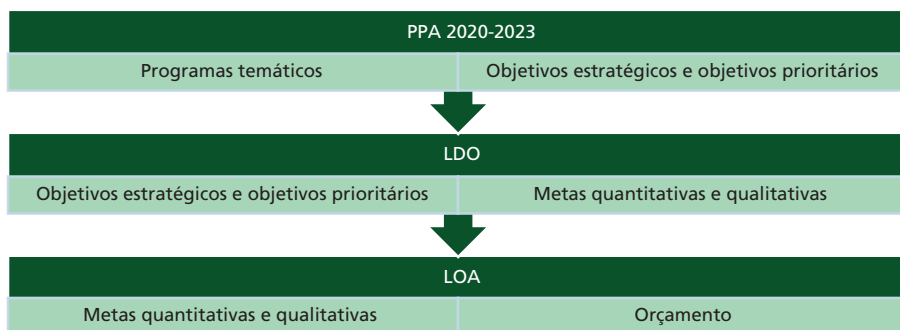 PPA 2020-2023
Programas temáticos
Objetivos estratégicos e objetivos prioritários
LDO
Objetivos estratégicos e objetivos prioritários
Metas quantitativas e qualitativas
LOA
Metas quantitativas e qualitativas
Orçamento